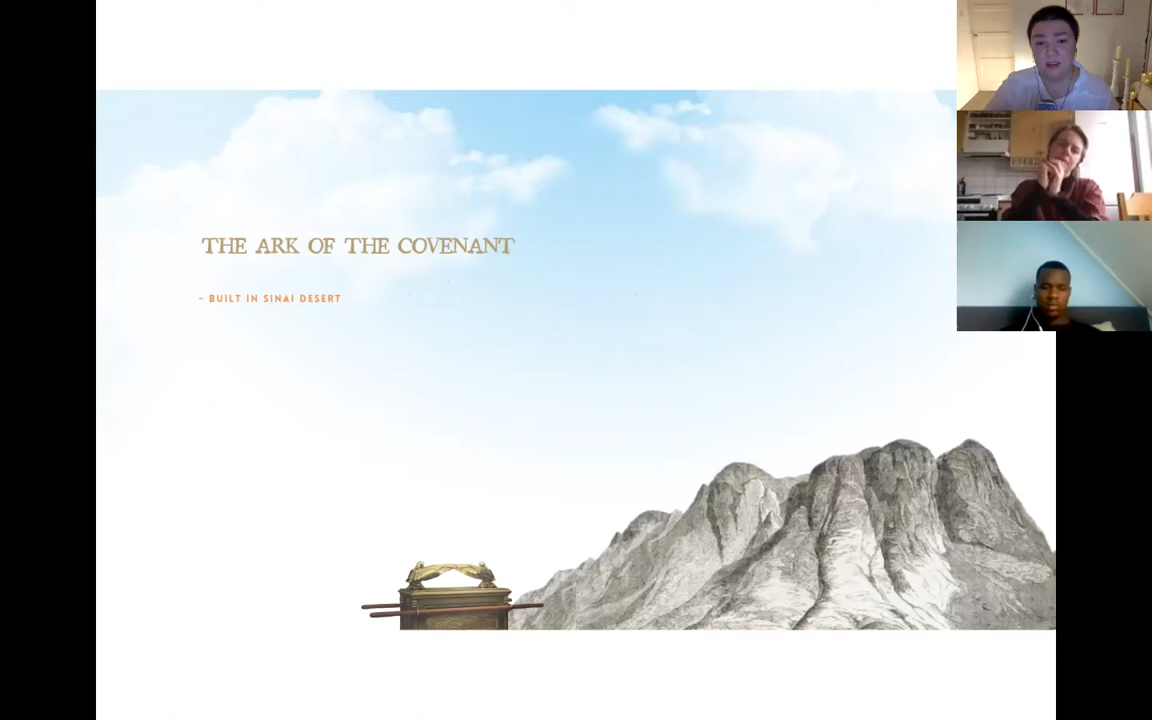 THE ARK OF THE COVENANT
- BUILT IN SINAI DESERT